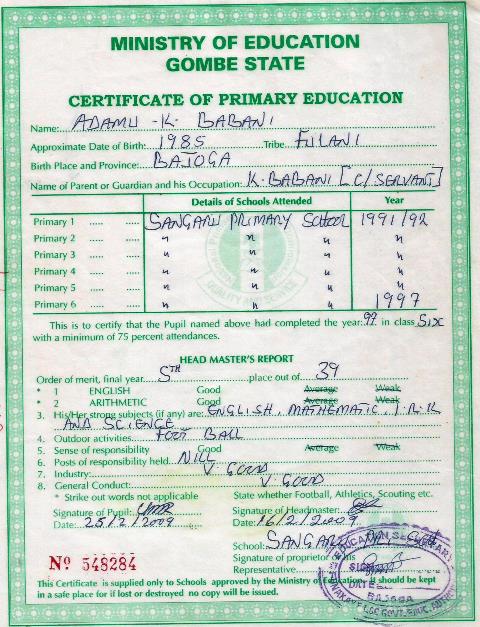 MINISTRY OF EDUCATION
GOMBE STATE
CERTIFICATE OF PRIMARY EDUCATION
Name: ADAMU -K- BABANI
Approximate Date of Birth: 1985 Tribe FULANI
Birth Place and Province: BAJOGA
Name of Parent or Guardian and his Occupation: K. BABANI [C/SERVANT]
Details of Schools Attended Year
Primary 1 ..... ..... SANGARU PRIMARY School 1991/92
Primary 2 ..... ..... " " " "
Primary 3 ..... ..... " " " "
Primary 4 ..... ..... " " " "
Primary 5 ..... ..... " " " "
Primary 6 ..... ..... " " " 1997
This is to certify that the Pupil named above had completed the year: 97 in class Six
with a minimum of 75 percent attendances.
HEAD MASTER'S REPORT
Order of merit, final year 5TH place out of 39
* 1 ENGLISH Good Average Weak
* 2 ARITHMETIC Good Average Weak
3. His/Her strong subjects (if any) are: ENGLISH, MATHEMATIC, I.R.K
AND SCIENCE
4. Outdoor activities FOOT BALL
5. Sense of responsibility Good Average Weak
6. Posts of responsibility held. NILL
7. Industry: V. GOOD
8. General Conduct: V. GOOD
* Strike out words not applicable State whether Football, Athletics, Scouting etc.
Signature of Pupil: Signature of Headmaster:
Date: 25/2/2009 Date: 16/2/2009
School: SANGARU
Signature of proprietor or his
Representative
No 548284
This Certificate is supplied only to Schools approved by the Ministry of Education. It should be kept
in a safe place for if lost or destroyed no copy will be issued.
EDUCATION SECRETARY
SIGN
DATE
BAJOGA